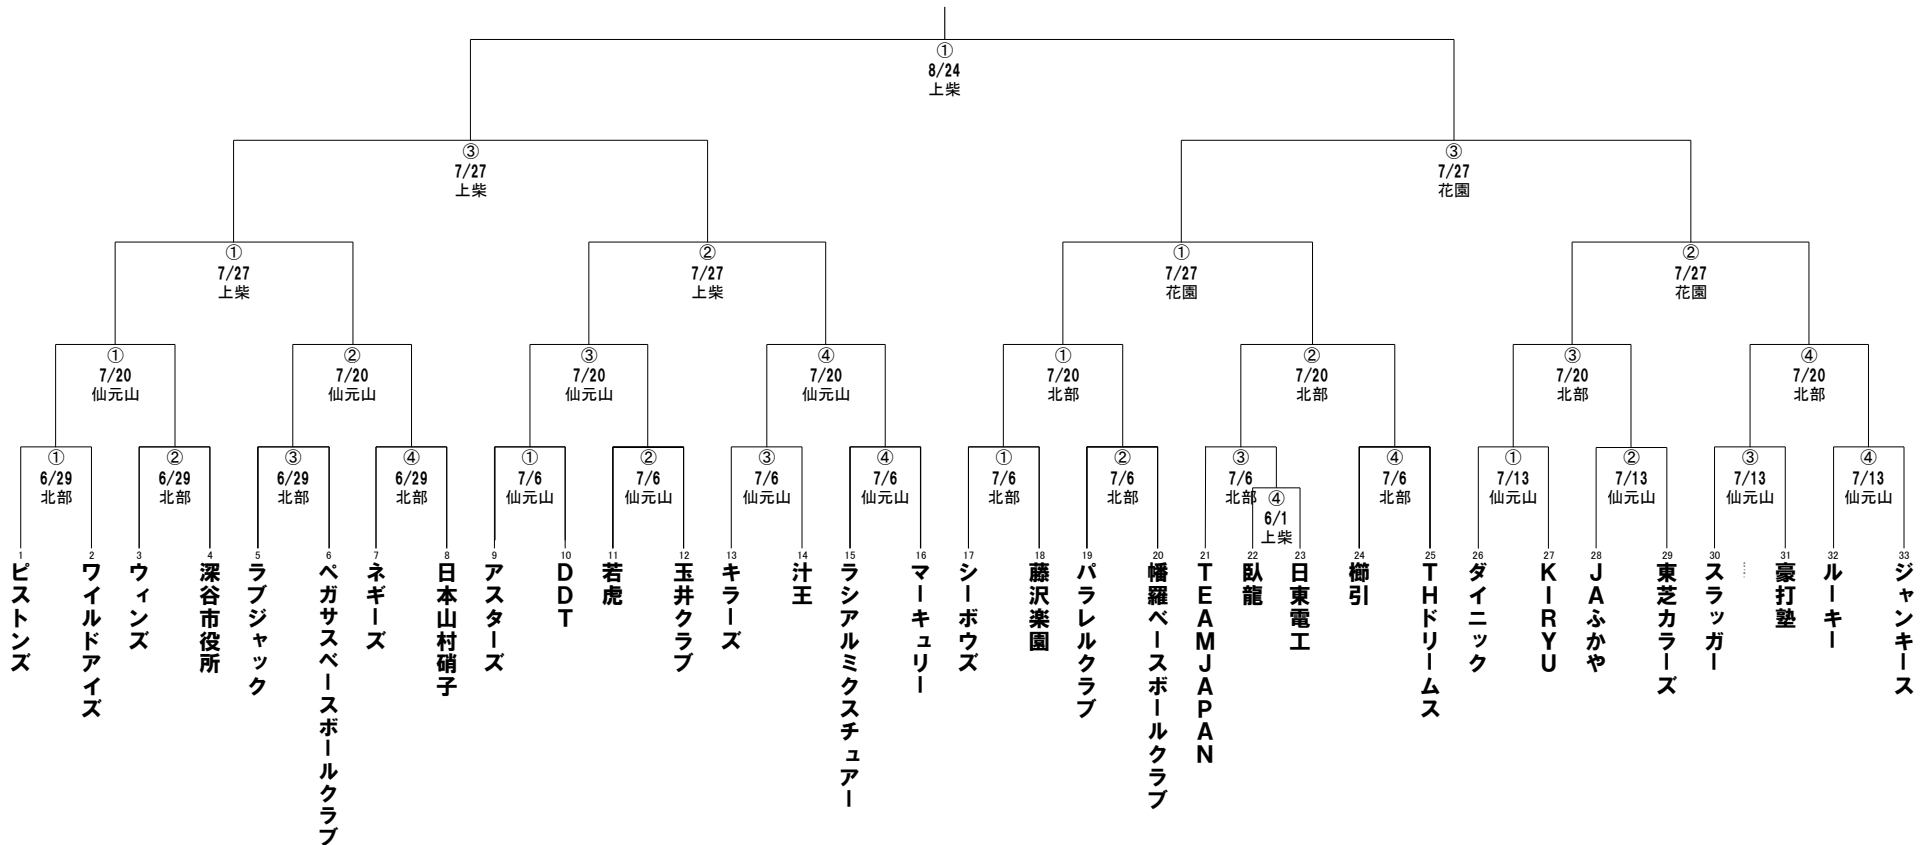 ①
8/24
上柴
③
7/27
上柴
③
7/27
花園
①
7/27
上柴
②
7/27
上柴
①
7/27
花園
②
7/27
花園
①
7/20
仙元山
②
7/20
仙元山
③
7/20
仙元山
④
7/20
仙元山
①
7/20
北部
②
7/20
北部
③
7/20
北部
④
7/20
北部
①
6/29
北部
②
6/29
北部
③
6/29
北部
④
6/29
北部
①
7/6
仙元山
②
7/6
仙元山
③
7/6
仙元山
④
7/6
仙元山
①
7/6
北部
②
7/6
北部
③
7/6
北部
④
6/1
上柴
④
7/6
北部
①
7/13
仙元山
②
7/13
仙元山
③
7/13
仙元山
④
7/13
仙元山
1
ピストンズ
2
ワイルドアイズ
3
ウィンズ
4
深谷市役所
5
ラブジャック
6
ペガサスベースボールクラブ
7
ネギーズ
8
日本山村硝子
9
アスターズ
10
DDT
11
若虎
12
玉井クラブ
13
キラーズ
14
汁王
15
ラシアルミクスチュアー
16
マーキュリー
17
シーボウズ
18
藤沢楽園
19
パラレルクラブ
20
幡羅ベースボールクラブ
21
TEAMJAPAN
22
臥龍
23
日東電工
24
櫛引
25
THドリームス
26
ダイニック
27
KIRYU
28
JAふかや
29
東芝カラーズ
30
スラッガー
31
豪打塾
32
ルーキー
33
ジャンキース